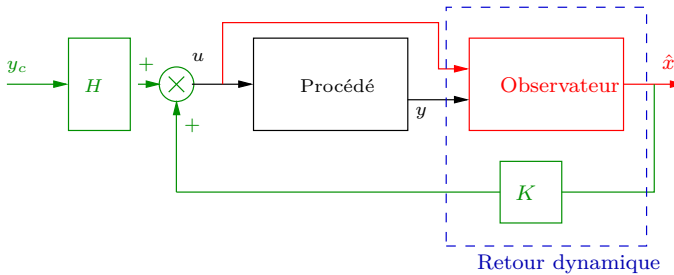 y_c
H
+
+
u
Procédé
y
Observateur
x̂
K
Retour dynamique